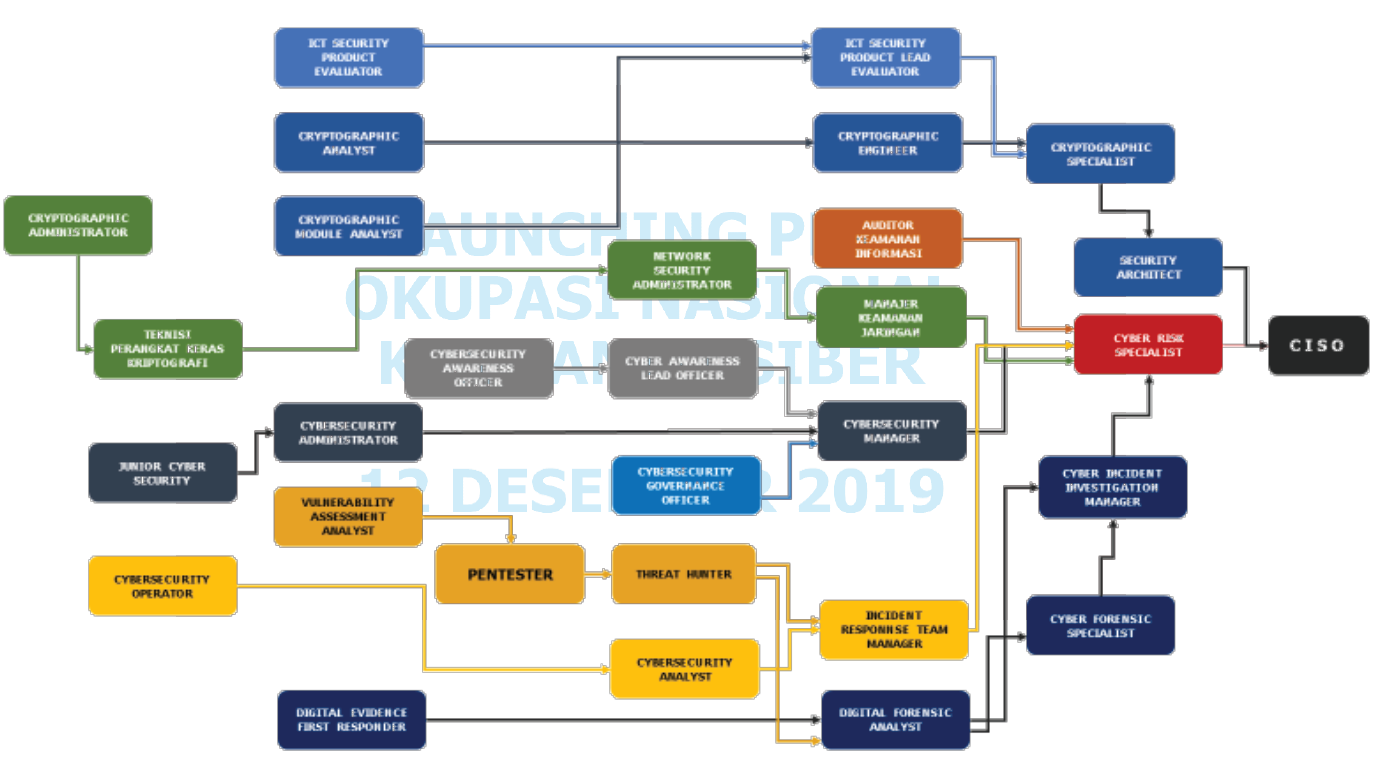 ICT SECURITY
PRODUCT
EVALUATOR
ICT SECURITY
PRODUCT LEAD
EVALUATOR
CRYPTOGRAPHIC
ANALYST
CRYPTOGRAPHIC
ENGINEER
CRYPTOGRAPHIC
SPECIALIST
CRYPTOGRAPHIC
ADMINISTRATOR
CRYPTOGRAPHIC
MODULE ANALYST
AUDITOR
KEAMANAN
INFORMASI
NETWORK
SECURITY
ADMINISTRATOR
SECURITY
ARCHITECT
MANAJER
KEAMANAN
JARINGAN
TEKNISI
PERANGKAT KERAS
KRIPTOGRAFI
CYBER RISK
SPECIALIST
CISO
CYBERSECURITY
AWARENESS
OFFICER
CYBER AWARENESS
LEAD OFFICER
CYBERSECURITY
ADMINISTRATOR
CYBERSECURITY
MANAGER
JUNIOR CYBER
SECURITY
CYBERSECURITY
GOVERNANCE
OFFICER
CYBER INCIDENT
INVESTIGATION
MANAGER
VULNERABILITY
ASSESSMENT
ANALYST
PENTESTER
THREAT HUNTER
CYBERSECURITY
OPERATOR
INCIDENT
RESPONNSE TEAM
MANAGER
CYBER FORENSIC
SPECIALIST
CYBERSECURITY
ANALYST
DIGITAL EVIDENCE
FIRST RESPONDER
DIGITAL FORENSIC
ANALYST
OKUPASI NASIONAL
SIBER
12 DESE R 2019